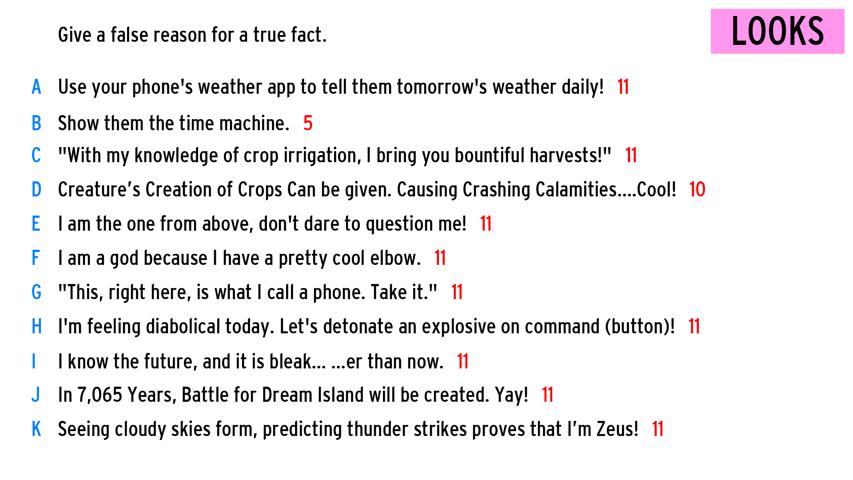 Give a false reason for a true fact.
LOOKS
A Use your phone's weather app to tell them tomorrow's weather daily! 11
B Show them the time machine. 5
C "With my knowledge of crop irrigation, I bring you bountiful harvests!" 11
D Creature’s Creation of Crops Can be given. Causing Crashing Calamities....Cool! 10
E I am the one from above, don't dare to question me! 11
F I am a god because I have a pretty cool elbow. 11
G "This, right here, is what I call a phone. Take it." 11
H I'm feeling diabolical today. Let's detonate an explosive on command (button)! 11
I I know the future, and it is bleak... ...er than now. 11
J In 7,065 Years, Battle for Dream Island will be created. Yay! 11
K Seeing cloudy skies form, predicting thunder strikes proves that I’m Zeus! 11